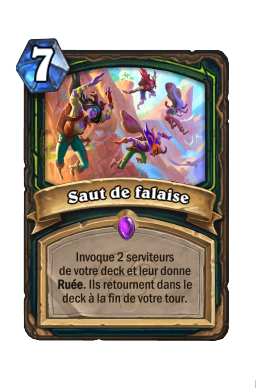 7
Saut de falaise
Invoque 2 serviteurs
de votre deck et leur donne
Ruée. Ils retournent dans le
deck à la fin de votre tour.